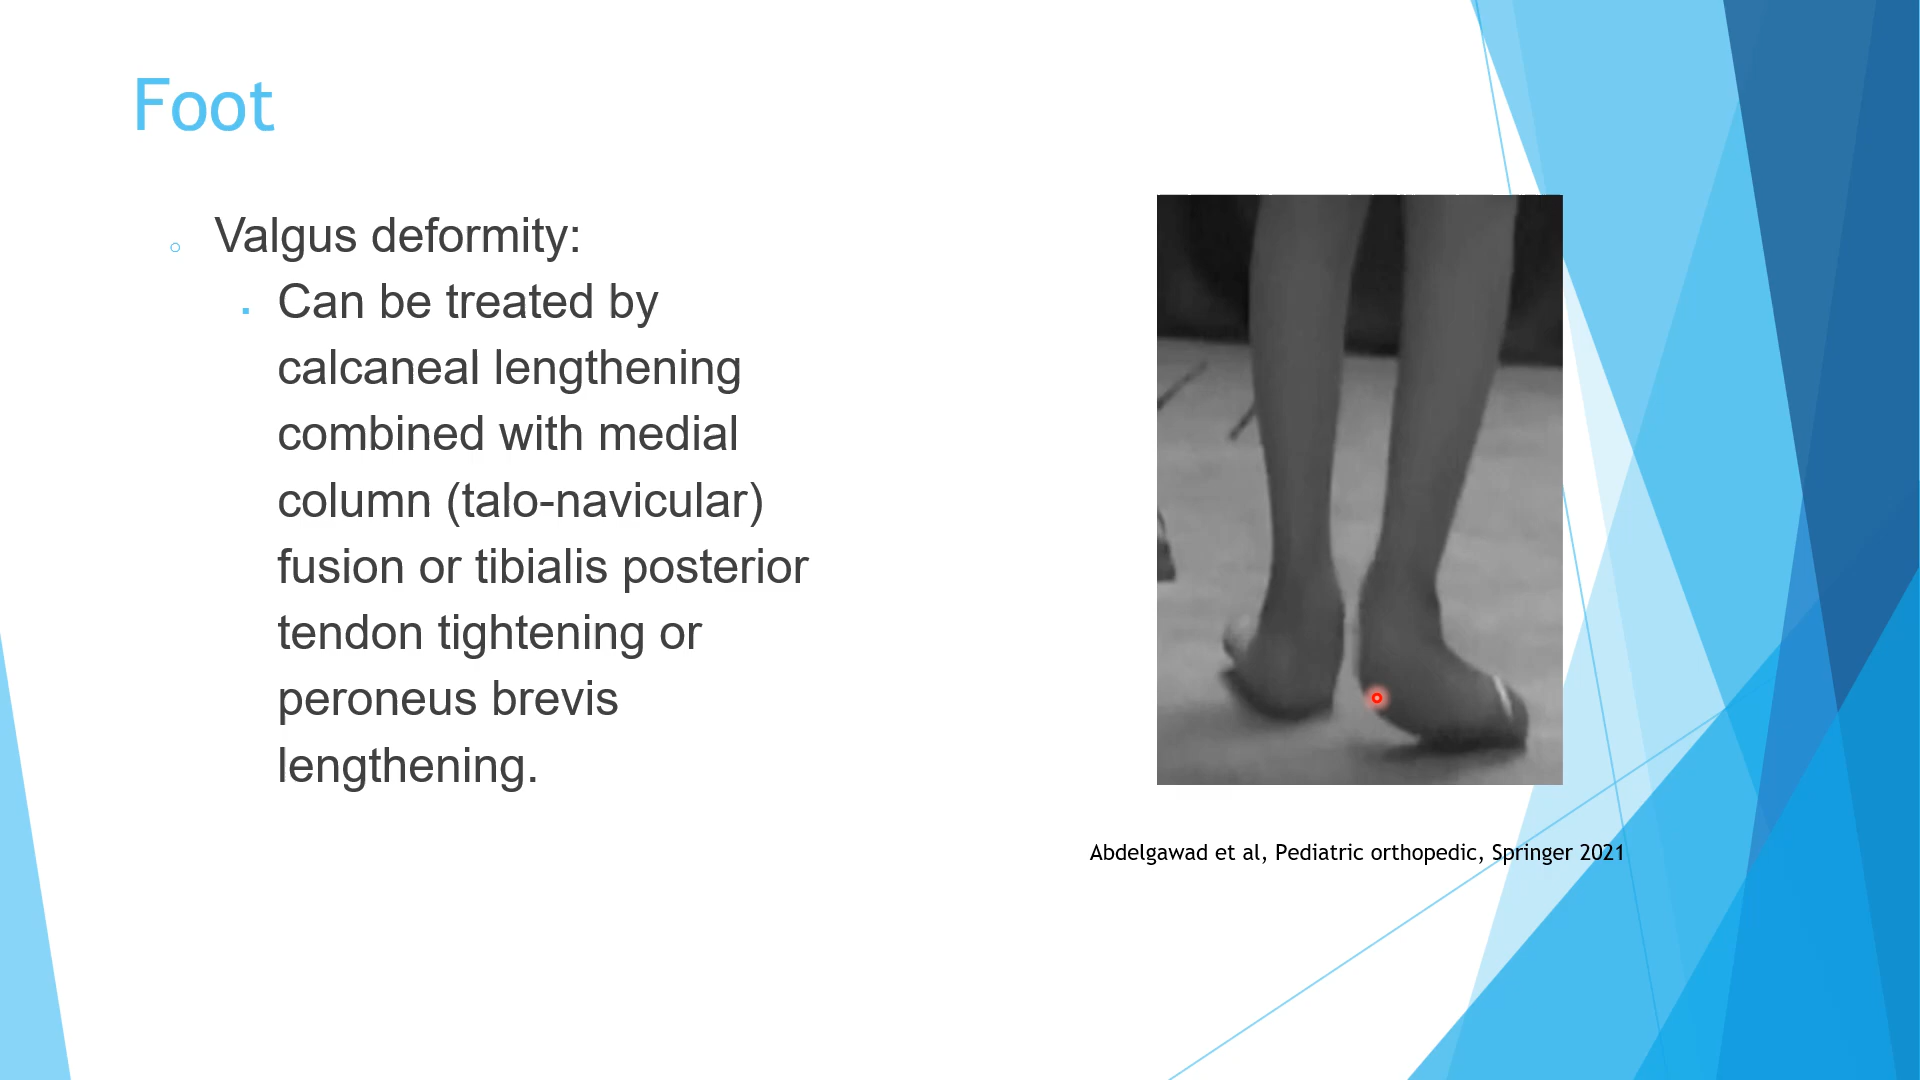 Foot
Valgus deformity:
Can be treated by
calcaneal lengthening
combined with medial
column (talo-navicular)
fusion or tibialis posterior
tendon tightening or
peroneus brevis
lengthening.
Abdelgawad et al, Pediatric orthopedic, Springer 2021